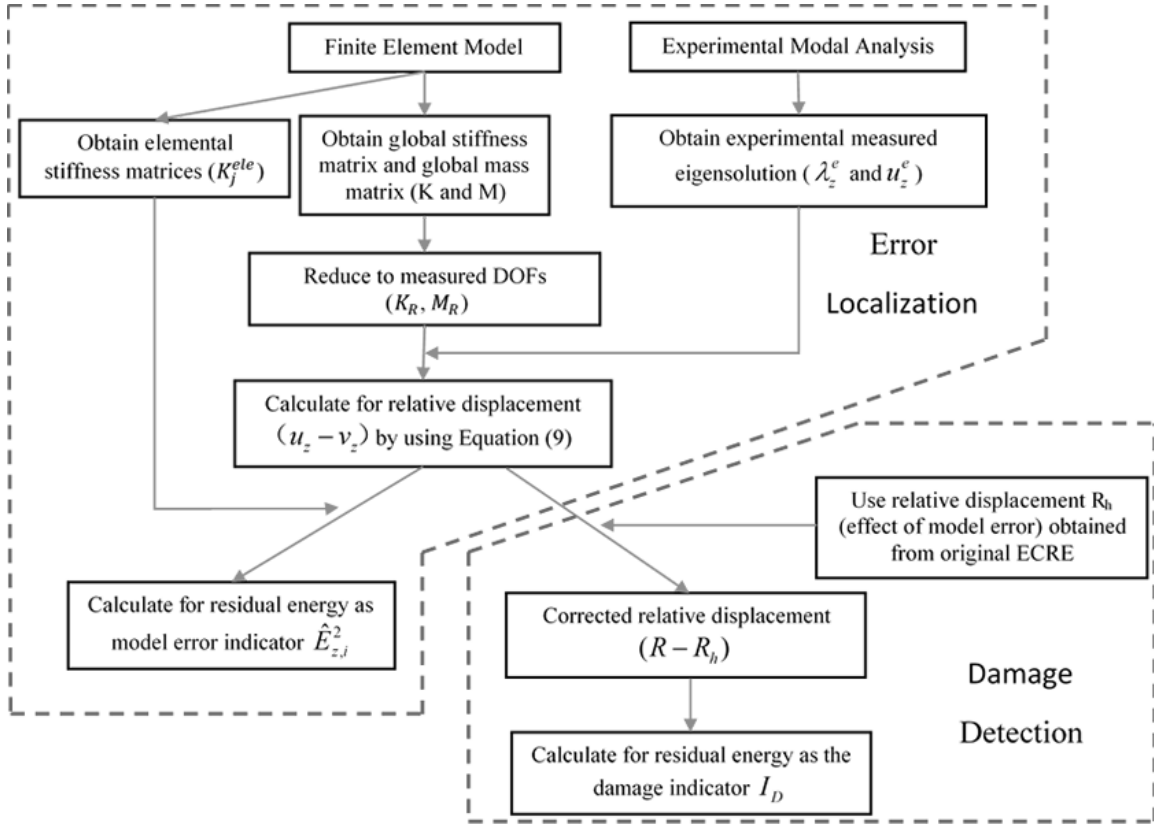 Finite Element Model
Experimental Modal Analysis
Obtain elemental
stiffness matrices (K_j^{ele})
Obtain global stiffness
matrix and global mass
matrix (K and M)
Obtain experimental measured
eigensolution ( λ_z^e and u_z^e )
Error
Localization
Reduce to measured DOFs
(K_R, M_R)
Calculate for relative displacement
(u_z − v_z) by using Equation (9)
Use relative displacement R_h
(effect of model error) obtained
from original ECRE
Calculate for residual energy as
model error indicator Ê_{z,i}^2
Corrected relative displacement
(R − R_h)
Damage
Detection
Calculate for residual energy as the
damage indicator I_D